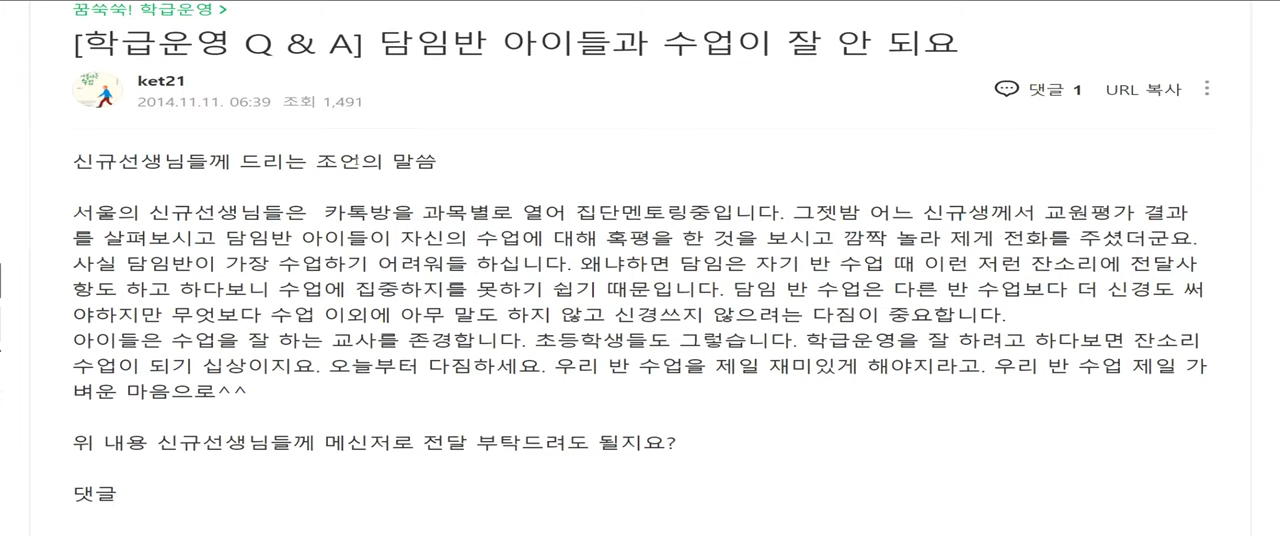 꿈쑥쑥! 학급운영 >
[학급운영 Q & A] 담임반 아이들과 수업이 잘 안 되요
ket21
2014.11.11. 06:39 조회 1,491
댓글 1 URL 복사
신규선생님들께 드리는 조언의 말씀
서울의 신규선생님들은 카톡방을 과목별로 열어 집단멘토링중입니다. 그젯밤 어느 신규생께서 교원평가 결과
를 살펴보시고 담임반 아이들이 자신의 수업에 대해 혹평을 한 것을 보시고 깜짝 놀라 제게 전화를 주셨더군요.
사실 담임반이 가장 수업하기 어려워들 하십니다. 왜냐하면 담임은 자기 반 수업 때 이런 저런 잔소리에 전달사
항도 하고 하다보니 수업에 집중하지를 못하기 쉽기 때문입니다. 담임 반 수업은 다른 반 수업보다 더 신경도 써
야하지만 무엇보다 수업 이외에 아무 말도 하지 않고 신경쓰지 않으려는 다짐이 중요합니다.
아이들은 수업을 잘 하는 교사를 존경합니다. 초등학생들도 그렇습니다. 학급운영을 잘 하려고 하다보면 잔소리
수업이 되기 십상이지요. 오늘부터 다짐하세요. 우리 반 수업을 제일 재미있게 해야지라고. 우리 반 수업 제일 가
벼운 마음으로^^
위 내용 신규선생님들께 메신저로 전달 부탁드려도 될지요?
댓글